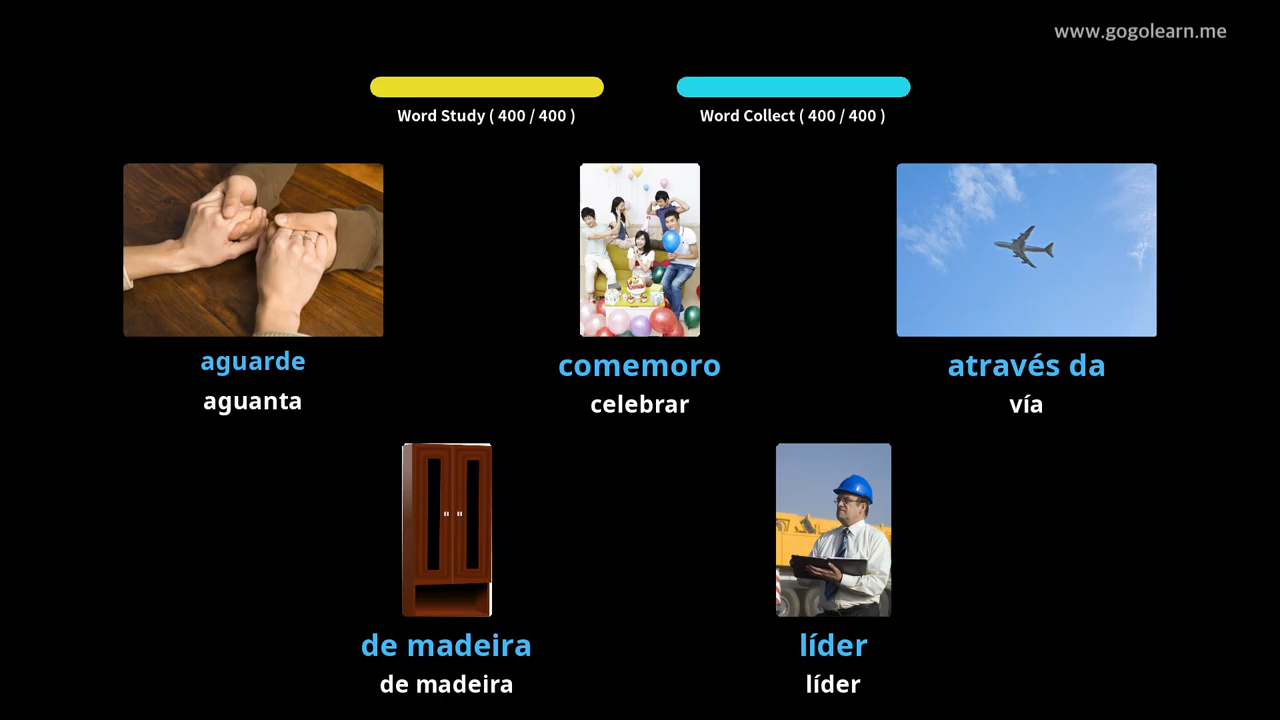 www.gogolearn.me
Word Study ( 400 / 400 )
Word Collect ( 400 / 400 )
aguarde
aguanta
comemoro
celebrar
através da
vía
de madeira
de madeira
líder
líder